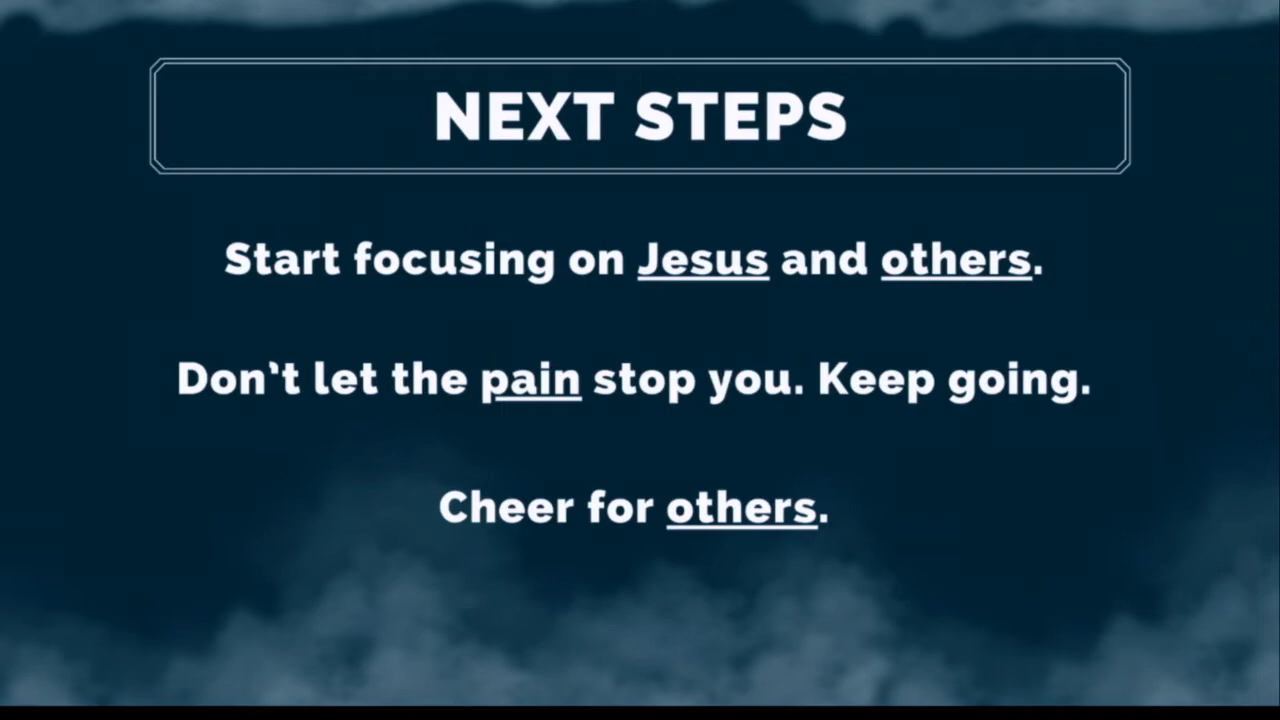 NEXT STEPS
Start focusing on Jesus and others.
Don't let the pain stop you. Keep going.
Cheer for others.